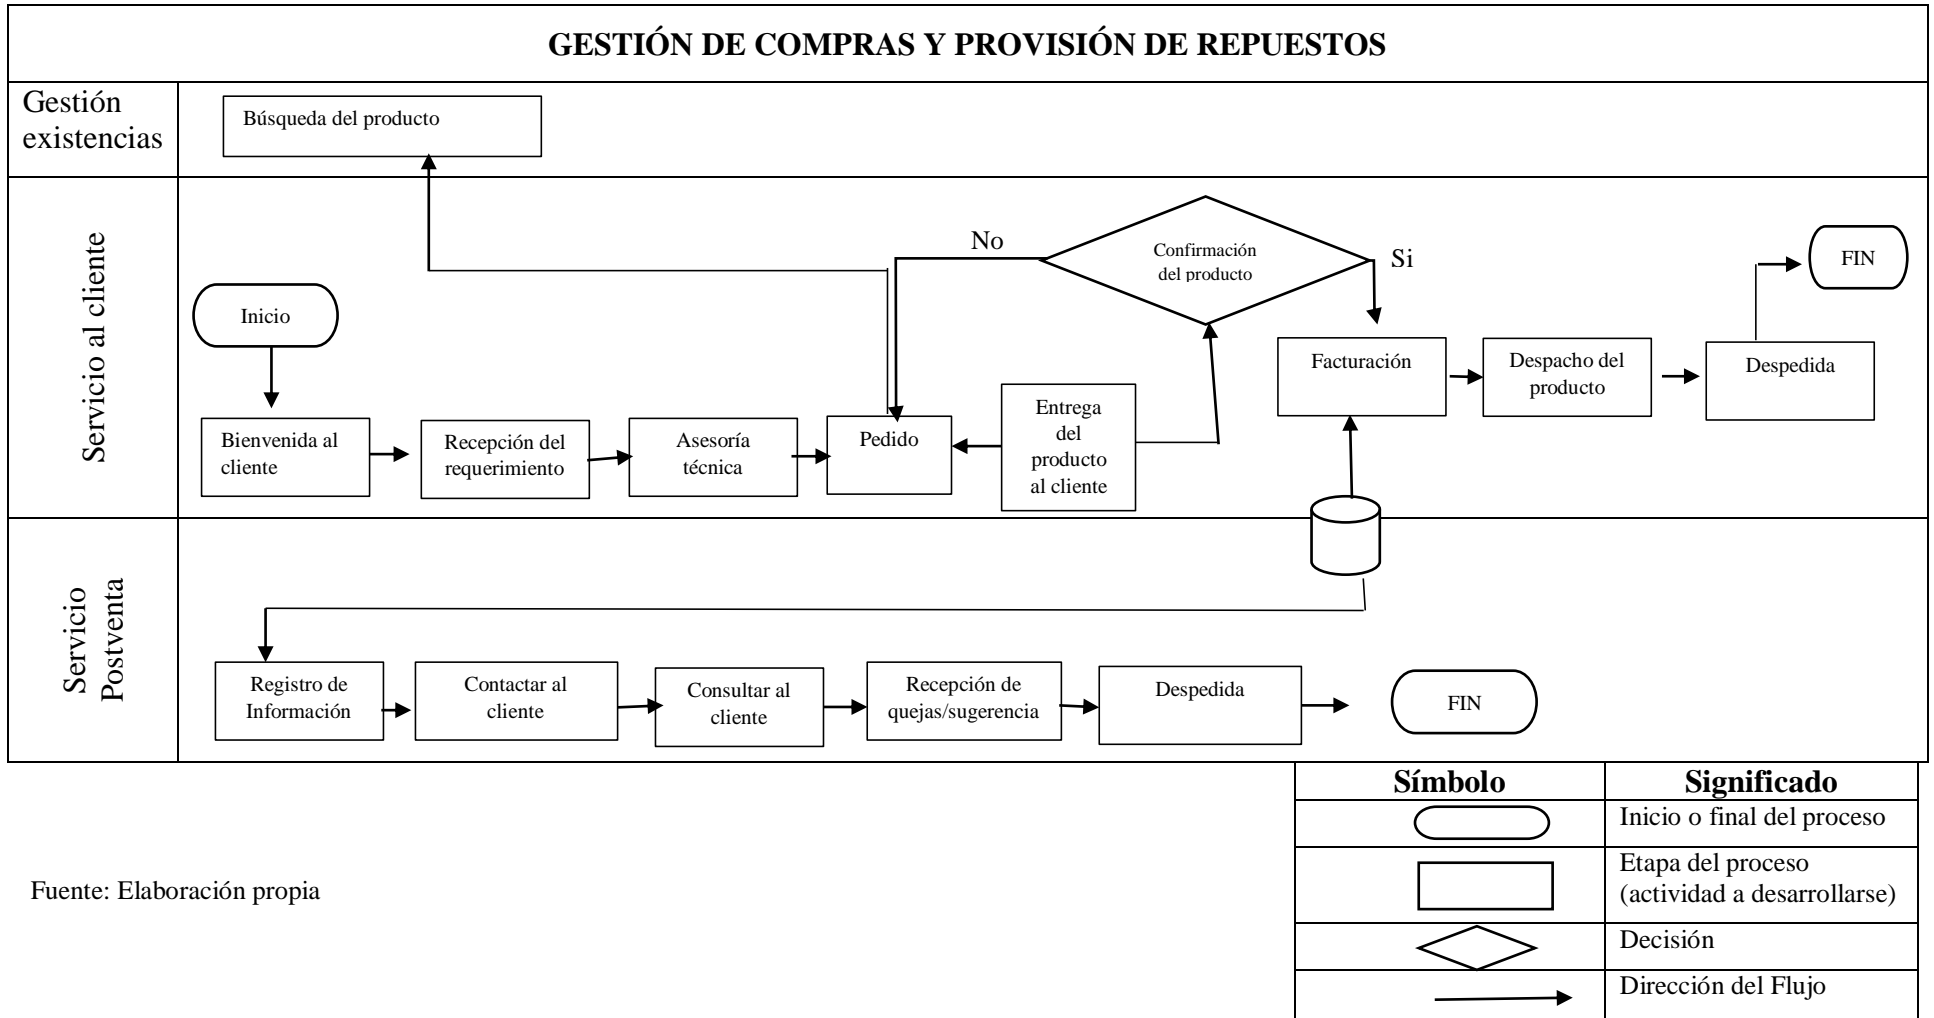 GESTIÓN DE COMPRAS Y PROVISIÓN DE REPUESTOS
Gestión
existencias
Búsqueda del producto
Servicio al cliente
Inicio
Bienvenida al
cliente
Recepción del
requerimiento
Asesoría
técnica
Pedido
Entrega
del
producto
al cliente
No
Confirmación
del producto
Si
Facturación
Despacho del
producto
Despedida
FIN
Servicio
Postventa
Registro de
Información
Contactar al
cliente
Consultar al
cliente
Recepción de
quejas/sugerencia
Despedida
FIN
Símbolo
Significado
Inicio o final del proceso
Etapa del proceso
(actividad a desarrollarse)
Decisión
Dirección del Flujo
Fuente: Elaboración propia